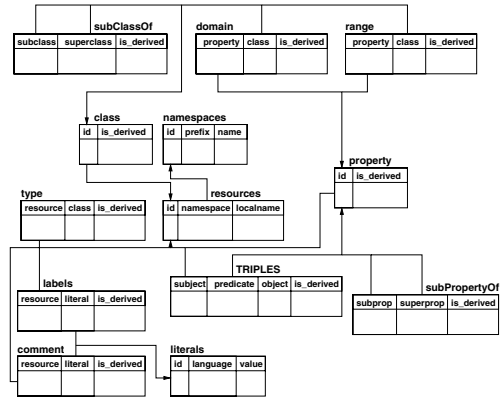 subClassOf
subclass superclass is_derived
domain
property class is_derived
range
property class is_derived
class
id is_derived
namespaces
id prefix name
property
id is_derived
type
resource class is_derived
resources
id namespace localname
TRIPLES
subject predicate object is_derived
subPropertyOf
subprop superprop is_derived
labels
resource literal is_derived
comment
resource literal is_derived
literals
id language value